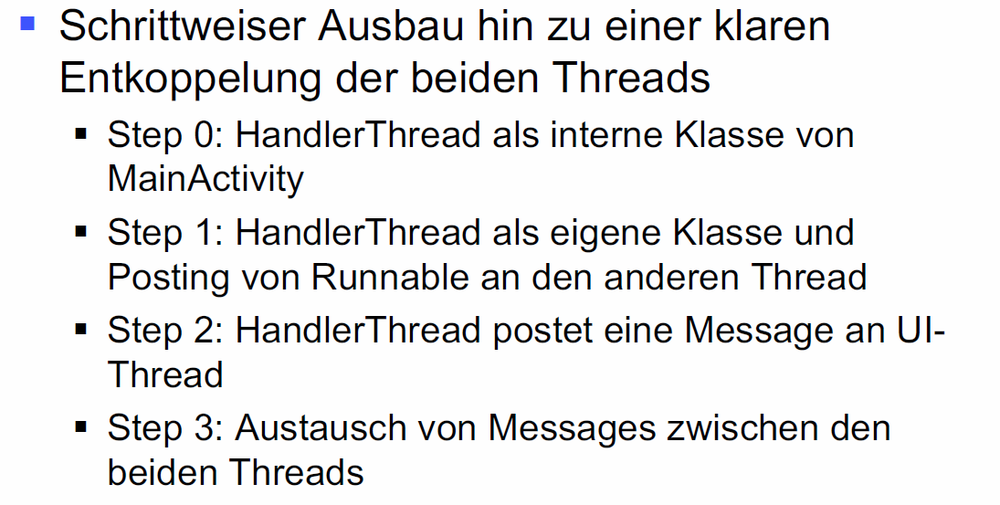 Schrittweiser Ausbau hin zu einer klaren
Entkoppelung der beiden Threads
Step 0: HandlerThread als interne Klasse von
MainActivity
Step 1: HandlerThread als eigene Klasse und
Posting von Runnable an den anderen Thread
Step 2: HandlerThread postet eine Message an UI-
Thread
Step 3: Austausch von Messages zwischen den
beiden Threads